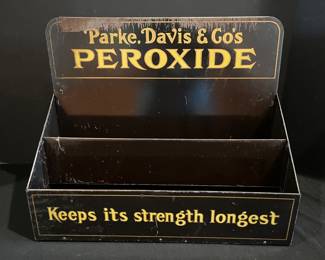 Parke, Davis & Co's
PEROXIDE
Keeps its strength longest